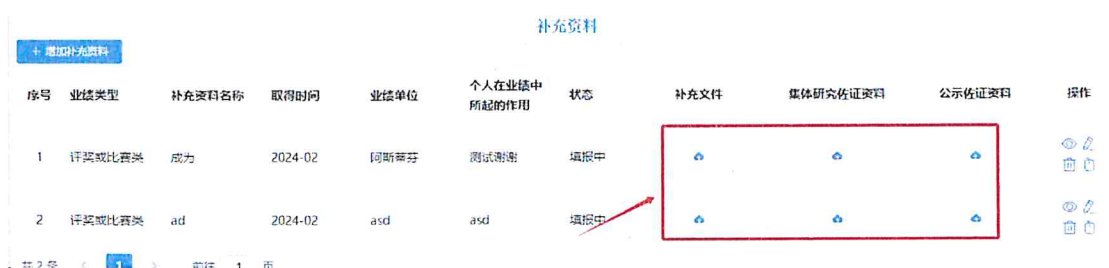 补充资料
+ 增加补充资料
序号 业绩类型 补充资料名称 取得时间 业绩单位 个人在业绩中 状态 补充文件 集体研究佐证资料 公示佐证资料 操作
所起的作用
1 评奖或比赛类 成为 2024-02 阿斯蒂芬 测试谢谢 填报中
2 评奖或比赛类 ad 2024-02 asd asd 填报中
共 2 条 < 1 > 前往 1 页